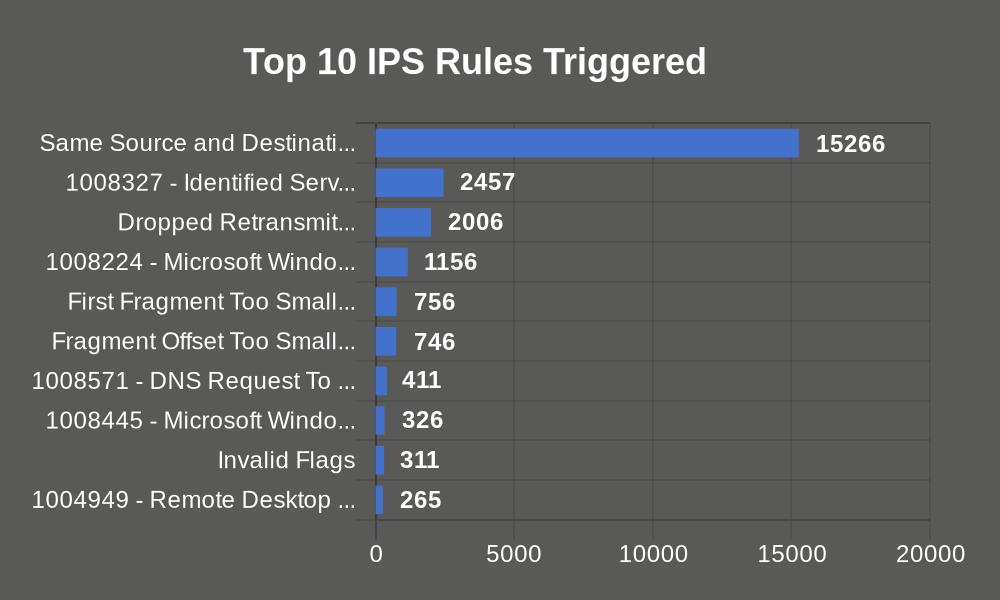 Top 10 IPS Rules Triggered
Same Source and Destinati... 15266
1008327 - Identified Serv... 2457
Dropped Retransmit... 2006
1008224 - Microsoft Windo... 1156
First Fragment Too Small... 756
Fragment Offset Too Small... 746
1008571 - DNS Request To ... 411
1008445 - Microsoft Windo... 326
Invalid Flags 311
1004949 - Remote Desktop ... 265
0 5000 10000 15000 20000